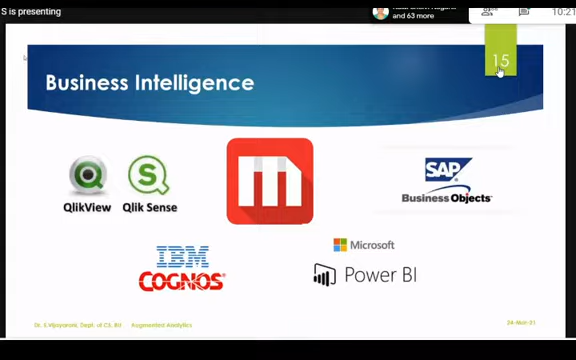 S is presenting
and 63 more
10:21
15
Business Intelligence
QlikView
Qlik Sense
SAP
Business Objects
IBM
COGNOS
Microsoft
Power BI
Augmented Analytics